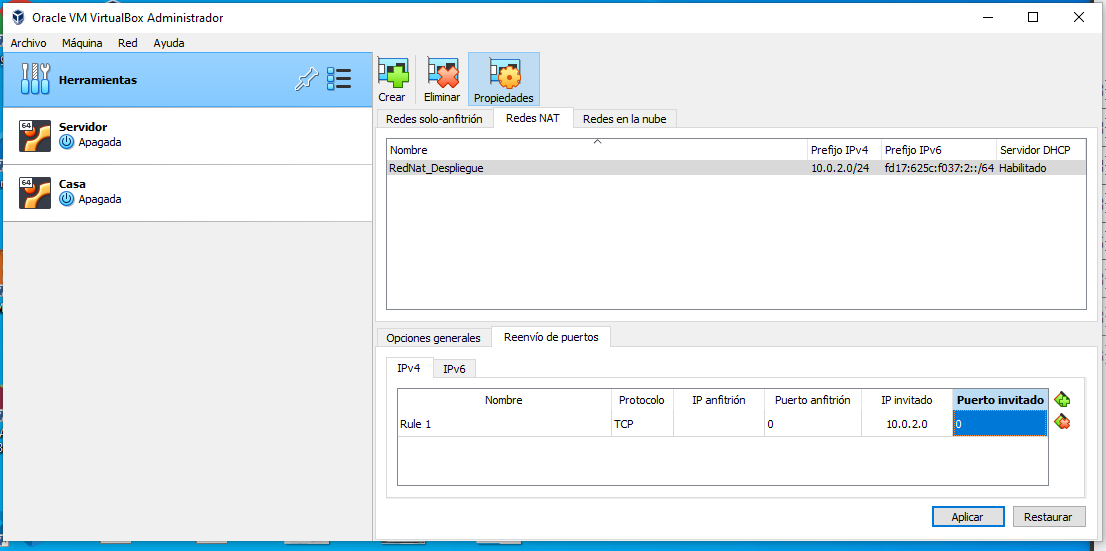 Oracle VM VirtualBox Administrador
Archivo Máquina Red Ayuda
Herramientas
64 Servidor
Apagada
64 Casa
Apagada
Crear Eliminar Propiedades
Redes solo-anfitrión Redes NAT Redes en la nube
Nombre Prefijo IPv4 Prefijo IPv6 Servidor DHCP
RedNat_Despliegue 10.0.2.0/24 fd17:625c:f037:2::/64 Habilitado
Opciones generales Reenvío de puertos
IPv4 IPv6
Nombre Protocolo IP anfitrión Puerto anfitrión IP invitado Puerto invitado
Rule 1 TCP 0 10.0.2.0 0
Aplicar Restaurar